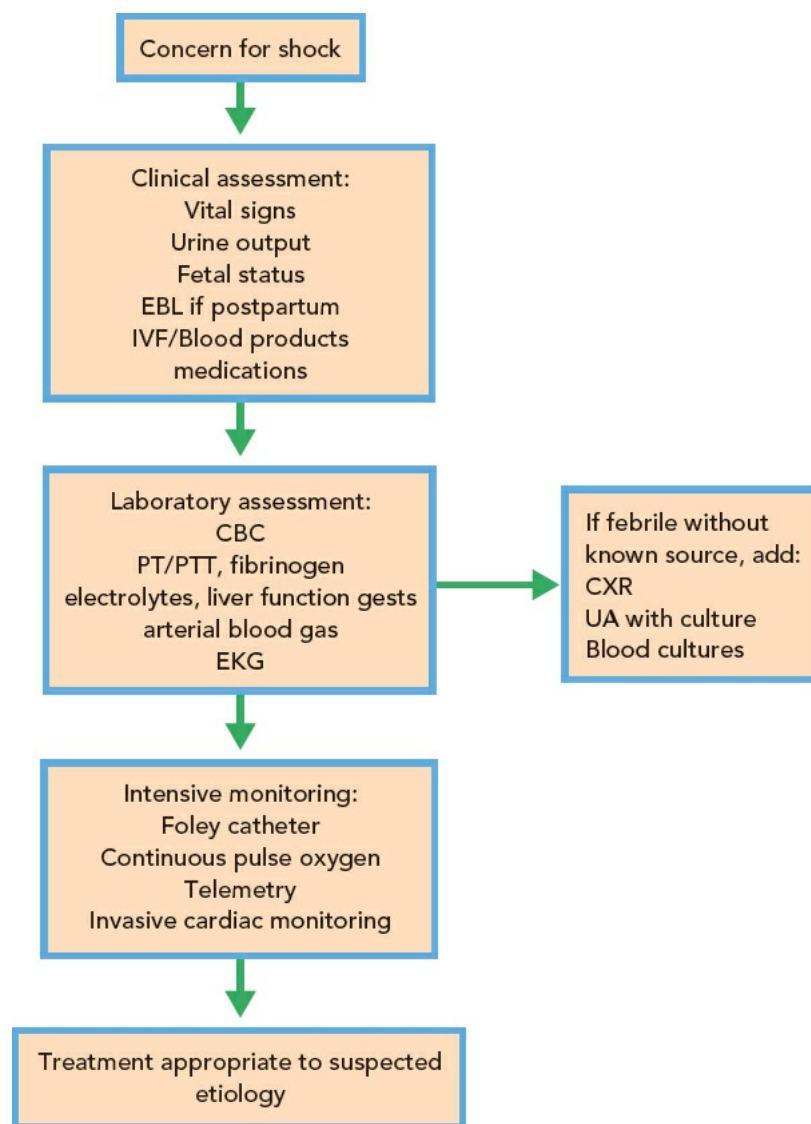 Concern for shock
Clinical assessment:
Vital signs
Urine output
Fetal status
EBL if postpartum
IVF/Blood products
medications
Laboratory assessment:
CBC
PT/PTT, fibrinogen
electrolytes, liver function gests
arterial blood gas
EKG
If febrile without
known source, add:
CXR
UA with culture
Blood cultures
Intensive monitoring:
Foley catheter
Continuous pulse oxygen
Telemetry
Invasive cardiac monitoring
Treatment appropriate to suspected
etiology